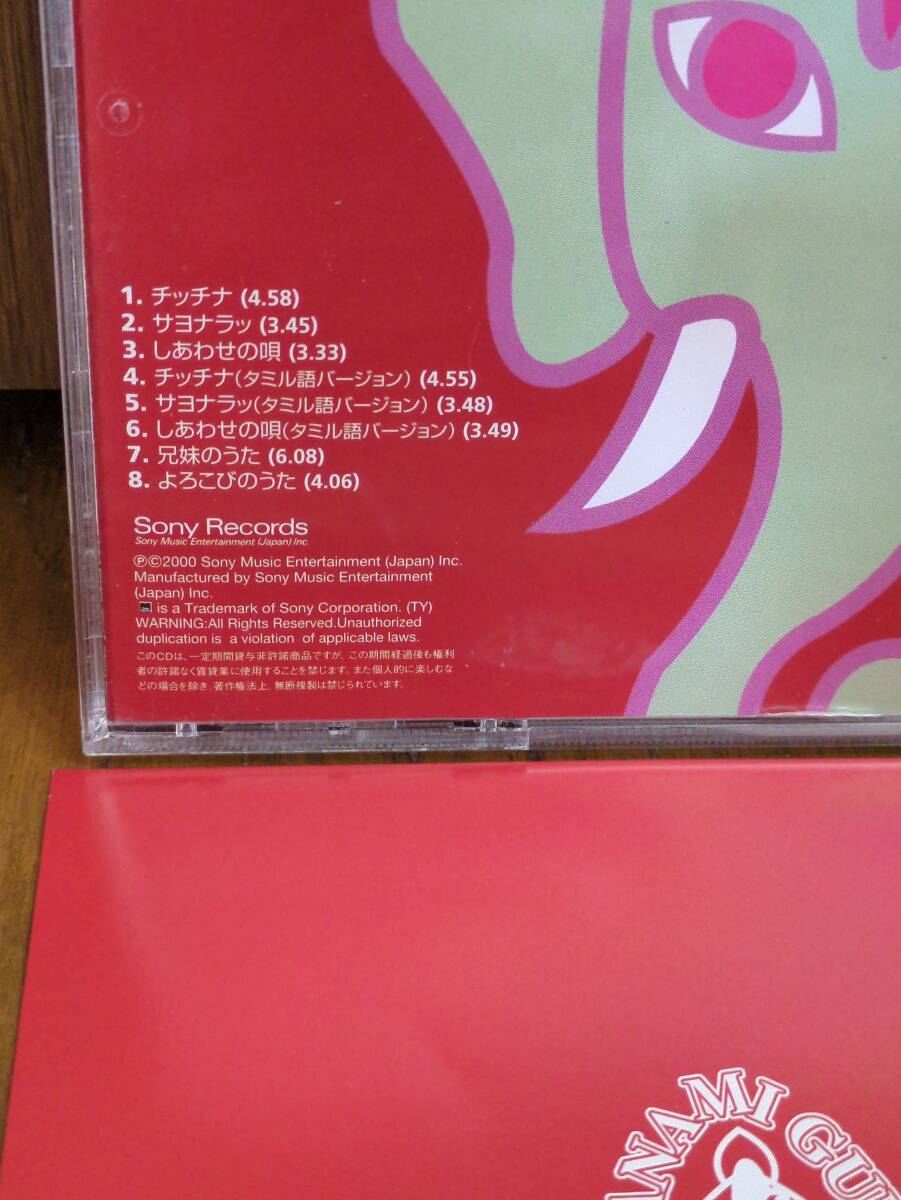 1. チッチナ (4.58)
2. サヨナラッ (3.45)
3. しあわせの唄 (3.33)
4. チッチナ(タミル語バージョン) (4.55)
5. サヨナラッ(タミル語バージョン) (3.48)
6. しあわせの唄(タミル語バージョン) (3.49)
7. 兄妹のうた (6.08)
8. よろこびのうた (4.06)
Sony Records
Sony Music Entertainment (Japan) Inc.
℗©2000 Sony Music Entertainment (Japan) Inc.
Manufactured by Sony Music Entertainment
(Japan) Inc.
is a Trademark of Sony Corporation. (TY)
WARNING:All Rights Reserved.Unauthorized
duplication is a violation of applicable laws.
このCDは、一定期間貸与非許諾商品ですが、この期間経過後も権利
者の許諾なく賃貸業に使用することを禁じます。また個人的に楽しむな
どの場合を除き、著作権法上、無断複製は禁じられています。